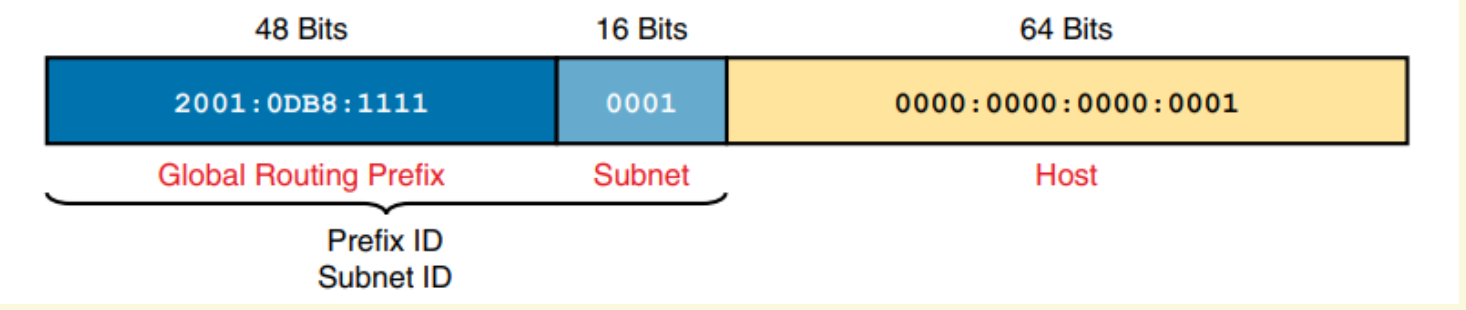 48 Bits 16 Bits 64 Bits
2001:0DB8:1111 0001 0000:0000:0000:0001
Global Routing Prefix Subnet Host
Prefix ID
Subnet ID